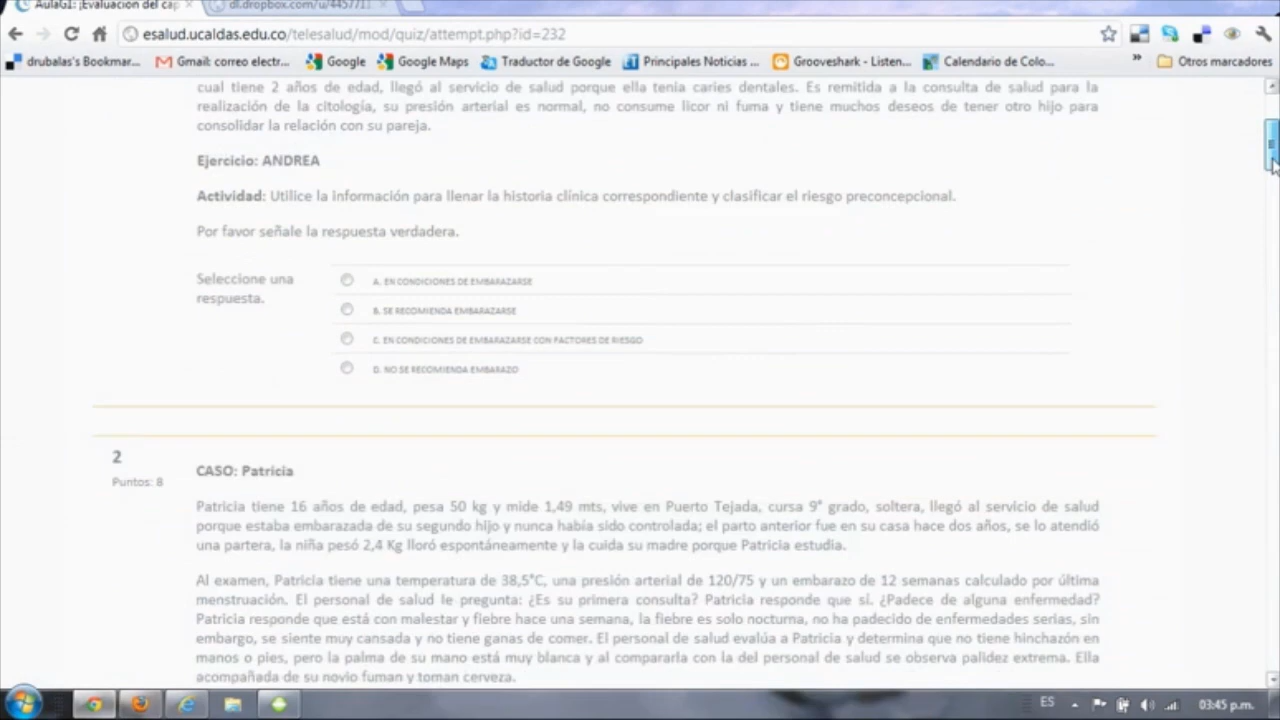 AulaG1: ¡Evaluación del cap
dl.dropbox.com/u/4457711
esalud.ucaldas.edu.co/telesalud/mod/quiz/attempt.php?id=232
drubalas's Bookmar... Gmail: correo electr... Google Google Maps Traductor de Google Principales Noticias ... Grooveshark - Listen... Calendario de Colo... » Otros marcadores
cual tiene 2 años de edad, llegó al servicio de salud porque ella tenía caries dentales. Es remitida a la consulta de salud para la
realización de la citología, su presión arterial es normal, no consume licor ni fuma y tiene muchos deseos de tener otro hijo para
consolidar la relación con su pareja.
Ejercicio: ANDREA
Actividad: Utilice la información para llenar la historia clínica correspondiente y clasificar el riesgo preconcepcional.
Por favor señale la respuesta verdadera.
Seleccione una
respuesta.
A. EN CONDICIONES DE EMBARAZARSE
B. SE RECOMIENDA EMBARAZARSE
C. EN CONDICIONES DE EMBARAZARSE CON FACTORES DE RIESGO
D. NO SE RECOMIENDA EMBARAZO
2
Puntos: 8
CASO: Patricia
Patricia tiene 16 años de edad, pesa 50 kg y mide 1,49 mts, vive en Puerto Tejada, cursa 9° grado, soltera, llegó al servicio de salud
porque estaba embarazada de su segundo hijo y nunca había sido controlada; el parto anterior fue en su casa hace dos años, se lo atendió
una partera, la niña pesó 2,4 Kg lloró espontáneamente y la cuida su madre porque Patricia estudia.
Al examen, Patricia tiene una temperatura de 38,5°C, una presión arterial de 120/75 y un embarazo de 12 semanas calculado por última
menstruación. El personal de salud le pregunta: ¿Es su primera consulta? Patricia responde que sí. ¿Padece de alguna enfermedad?
Patricia responde que está con malestar y fiebre hace una semana, la fiebre es solo nocturna, no ha padecido de enfermedades serias, sin
embargo, se siente muy cansada y no tiene ganas de comer. El personal de salud evalúa a Patricia y determina que no tiene hinchazón en
manos o pies, pero la palma de su mano está muy blanca y al compararla con la del personal de salud se observa palidez extrema. Ella
acompañada de su novio fuman y toman cerveza.
ES
03:45 p.m.